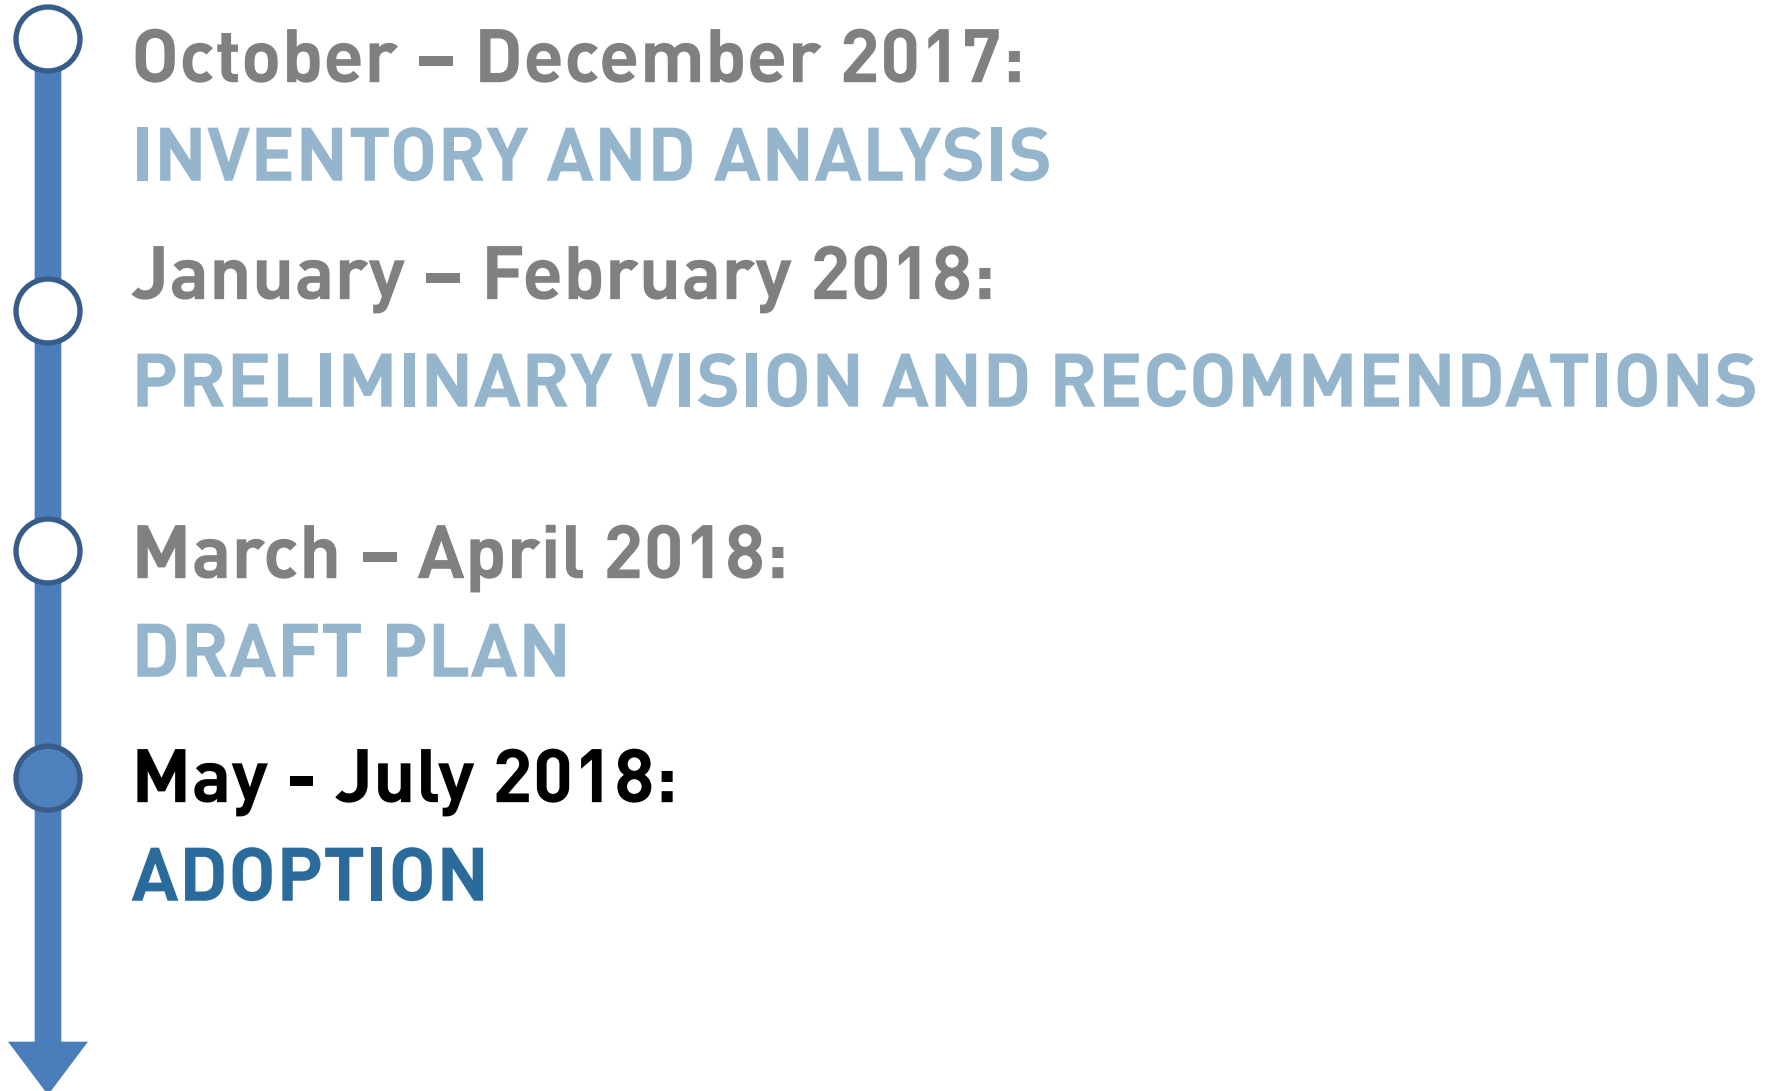 October – December 2017:
INVENTORY AND ANALYSIS
January – February 2018:
PRELIMINARY VISION AND RECOMMENDATIONS
March – April 2018:
DRAFT PLAN
May - July 2018:
ADOPTION